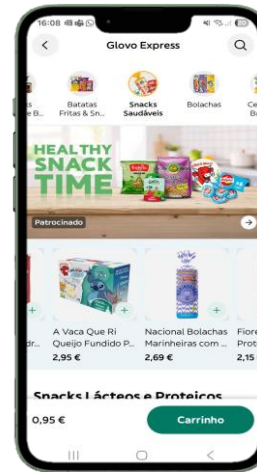 16:08
Glovo Express
Batatas
Fritas & Sn...
Snacks
Saudáveis
Bolachas
HEALTHY
SNACK
TIME
Patrocinado
A Vaca Que Ri
Queijo Fundido P...
2,95 €
Nacional Bolachas
Marinheiras com ...
2,69 €
2,15
Snacks Lácteos e Proteicos
0,95 €
Carrinho